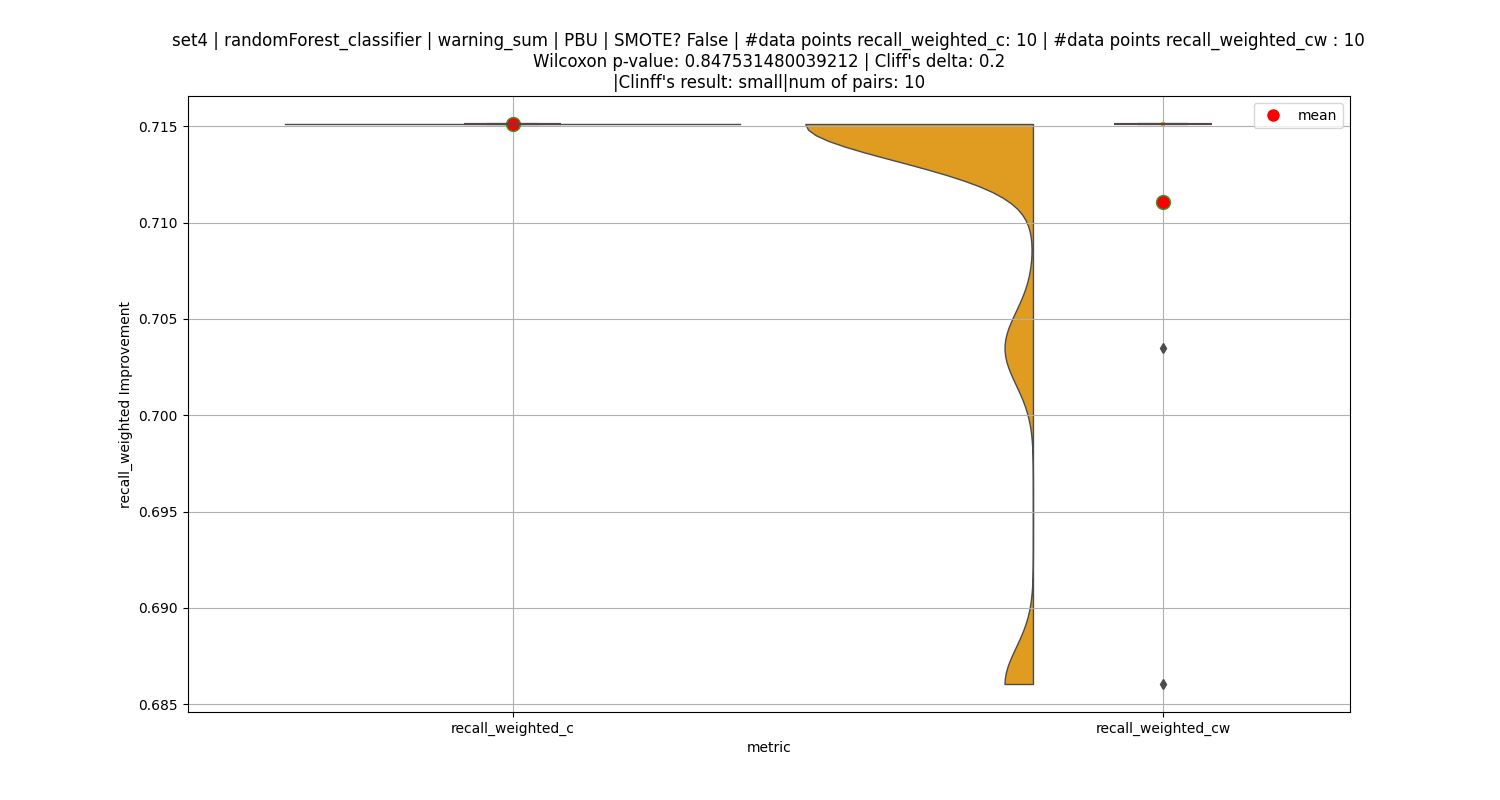 set4 | randomForest_classifier | warning_sum | PBU | SMOTE? False | #data points recall_weighted_c: 10 | #data points recall_weighted_cw : 10
Wilcoxon p-value: 0.847531480039212 | Cliff's delta: 0.2
|Clinff's result: small|num of pairs: 10
mean
0.715
0.710
0.705
0.700
0.695
0.690
0.685
recall_weighted Improvement
recall_weighted_c
recall_weighted_cw
metric